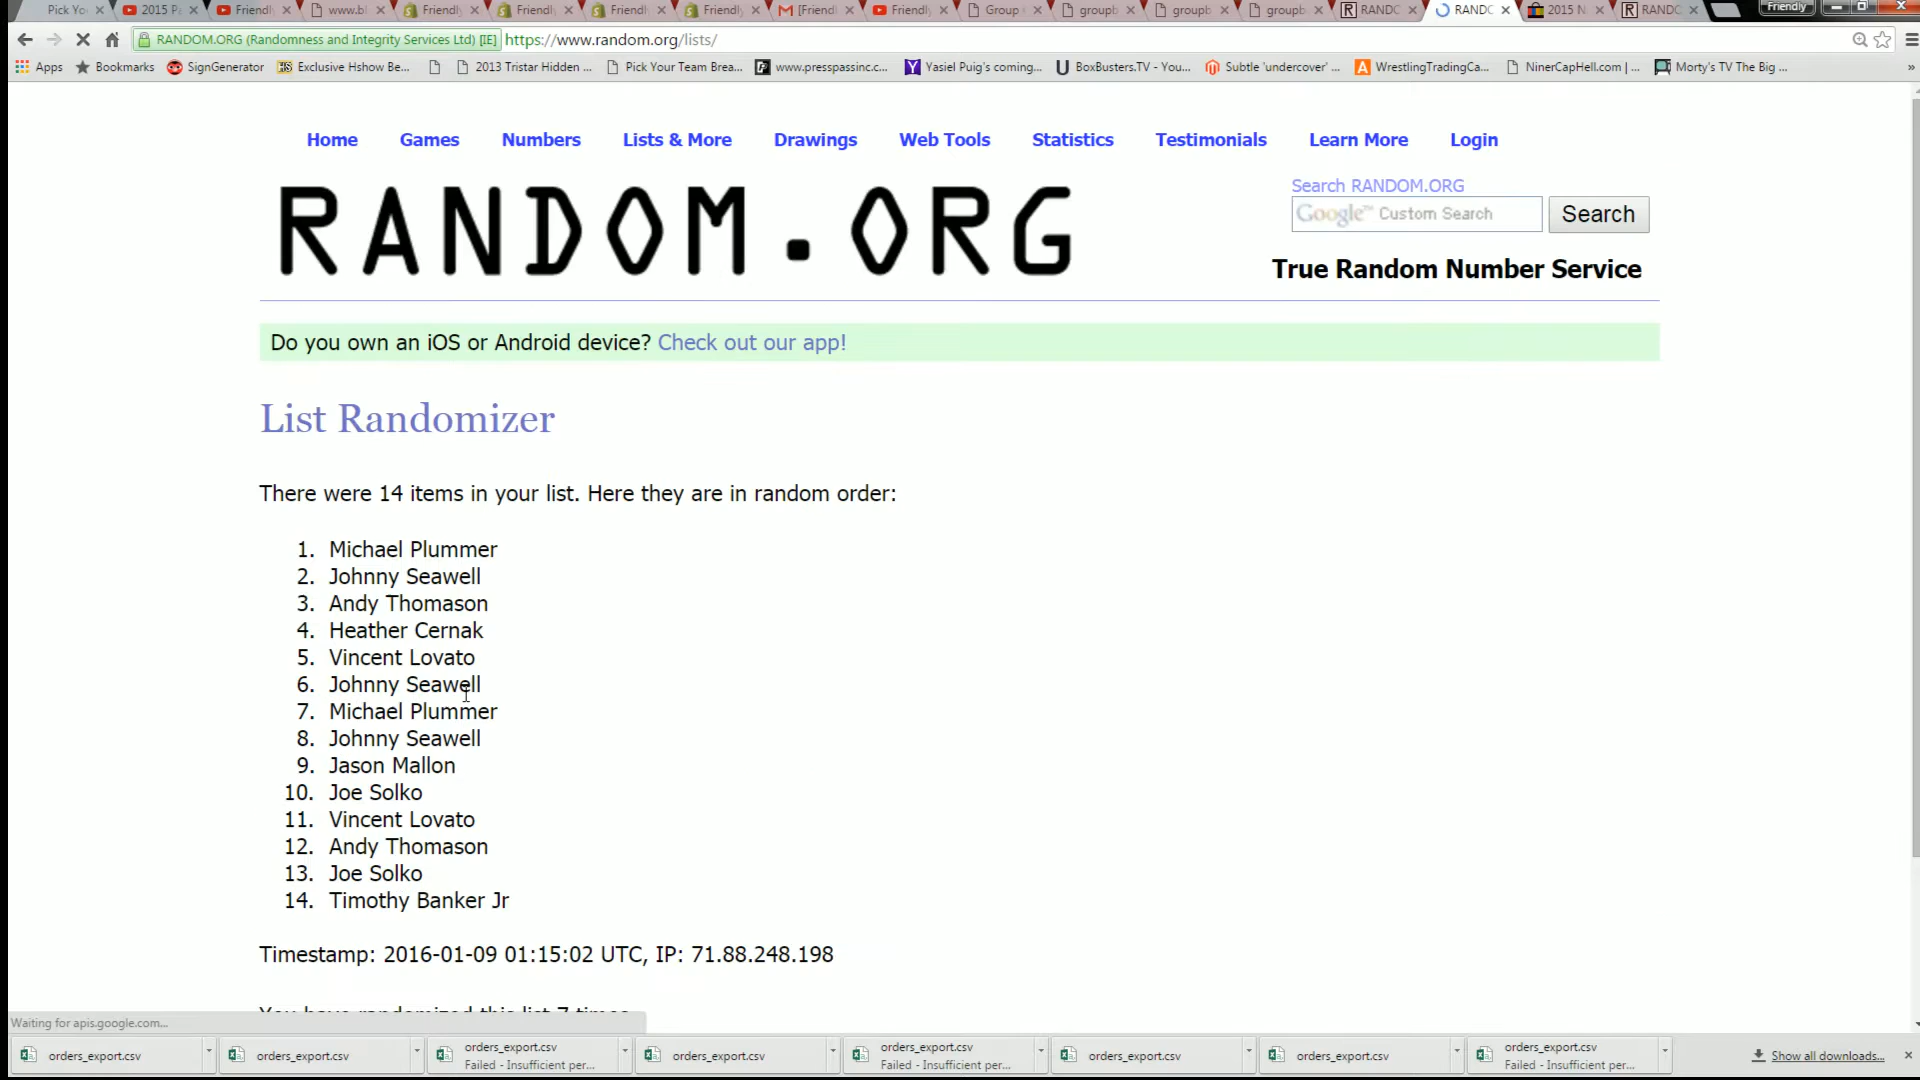 Pick Yo
2015 P
Friendl
www.bl
Friendly
Friendl
Friendl
Friendly
[Friend
Friendly
Group
groupb
groupb
groupb
RANDO
RANDO
2015 N
RANDO
Friendly
RANDOM.ORG (Randomness and Integrity Services Ltd) [IE] https://www.random.org/lists/
Apps Bookmarks SignGenerator Exclusive Hshow Be... 2013 Tristar Hidden ... Pick Your Team Brea... www.presspassinc.c... Yasiel Puig's coming... BoxBusters.TV - You... Subtle 'undercover' ... WrestlingTradingCa... NinerCapHell.com | ... Morty's TV The Big ... »
Home Games Numbers Lists & More Drawings Web Tools Statistics Testimonials Learn More Login
RANDOM.ORG
Search RANDOM.ORG
Google™ Custom Search Search
True Random Number Service
Do you own an iOS or Android device? Check out our app!
List Randomizer
There were 14 items in your list. Here they are in random order:
1. Michael Plummer
2. Johnny Seawell
3. Andy Thomason
4. Heather Cernak
5. Vincent Lovato
6. Johnny Seawell
7. Michael Plummer
8. Johnny Seawell
9. Jason Mallon
10. Joe Solko
11. Vincent Lovato
12. Andy Thomason
13. Joe Solko
14. Timothy Banker Jr
Timestamp: 2016-01-09 01:15:02 UTC, IP: 71.88.248.198
You have randomized this list 7 times
Waiting for apis.google.com...
orders_export.csv
orders_export.csv
orders_export.csv
Failed - Insufficient per...
orders_export.csv
orders_export.csv
Failed - Insufficient per...
orders_export.csv
orders_export.csv
orders_export.csv
Failed - Insufficient per...
Show all downloads...